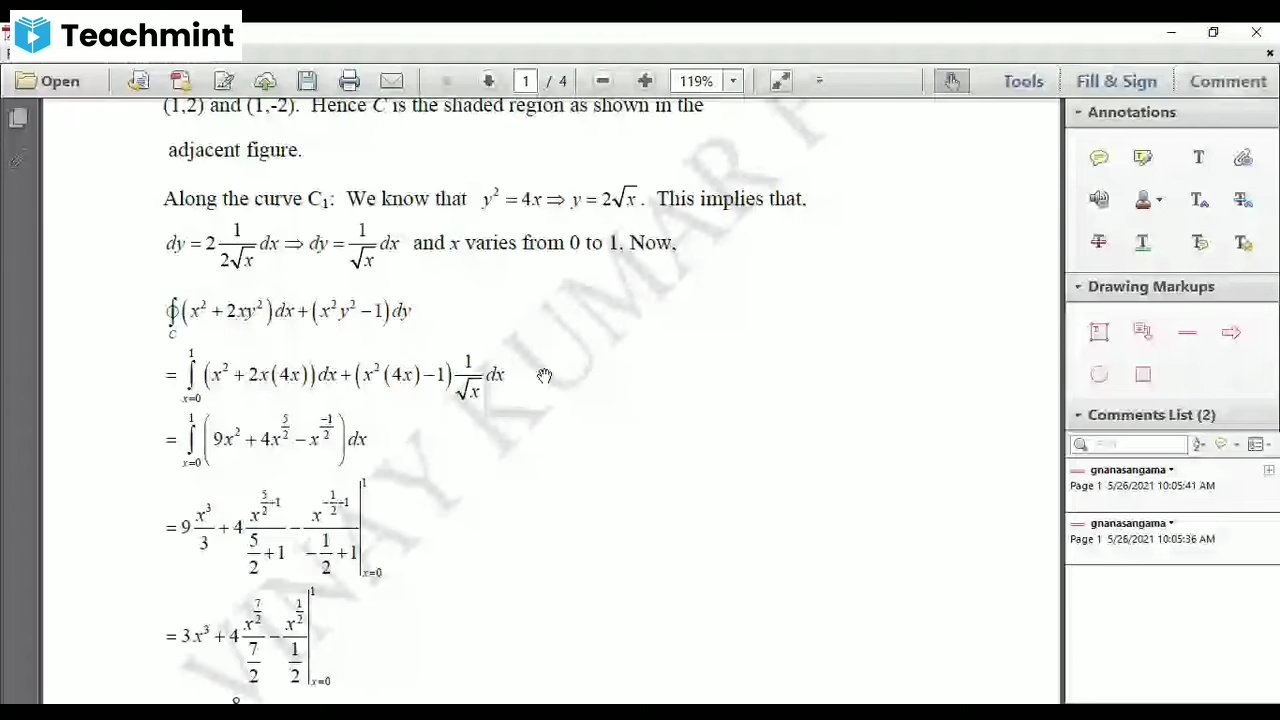 Teachmint
Open
1 / 4
119%
Tools
Fill & Sign
Comment
(1,2) and (1,-2). Hence C is the shaded region as shown in the
adjacent figure.
Along the curve C₁: We know that y² = 4x ⇒ y = 2√x. This implies that,
dy = 2 1/(2√x) dx ⇒ dy = 1/√x dx and x varies from 0 to 1. Now,
∮_C (x² + 2xy²)dx + (x²y² − 1)dy
= ∫_{x=0}^{1} (x² + 2x(4x))dx + (x²(4x) − 1) 1/√x dx
= ∫_{x=0}^{1} (9x² + 4x^{5/2} − x^{-1/2}) dx
= 9 x³/3 + 4 x^{5/2+1}/(5/2+1) − x^{-1/2+1}/(-1/2+1) |_{x=0}^{1}
= 3x³ + 4 x^{7/2}/(7/2) − x^{1/2}/(1/2) |_{x=0}^{1}
8
VINAY KUMAR P
Annotations
Drawing Markups
Comments List (2)
gnanasangama
Page 1 5/26/2021 10:05:41 AM
gnanasangama
Page 1 5/26/2021 10:05:36 AM